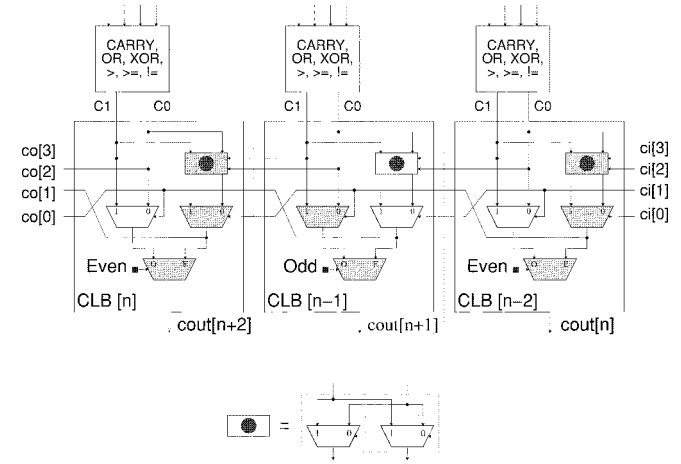 CARRY, OR, XOR, >, >=, !=
CARRY, OR, XOR, >, >=, !=
CARRY, OR, XOR, >, >=, !=
C1 C0 C1 C0 C1 C0
co[3] ci[3]
co[2] ci[2]
co[1] ci[1]
co[0] ci[0]
1 0 1 0 1 0 1 0 1 0 1 0
Even O E Odd O E Even O E
CLB [n] CLB [n−1] CLB [n−2]
cout[n+2] cout[n+1] cout[n]
=
1 0 1 0